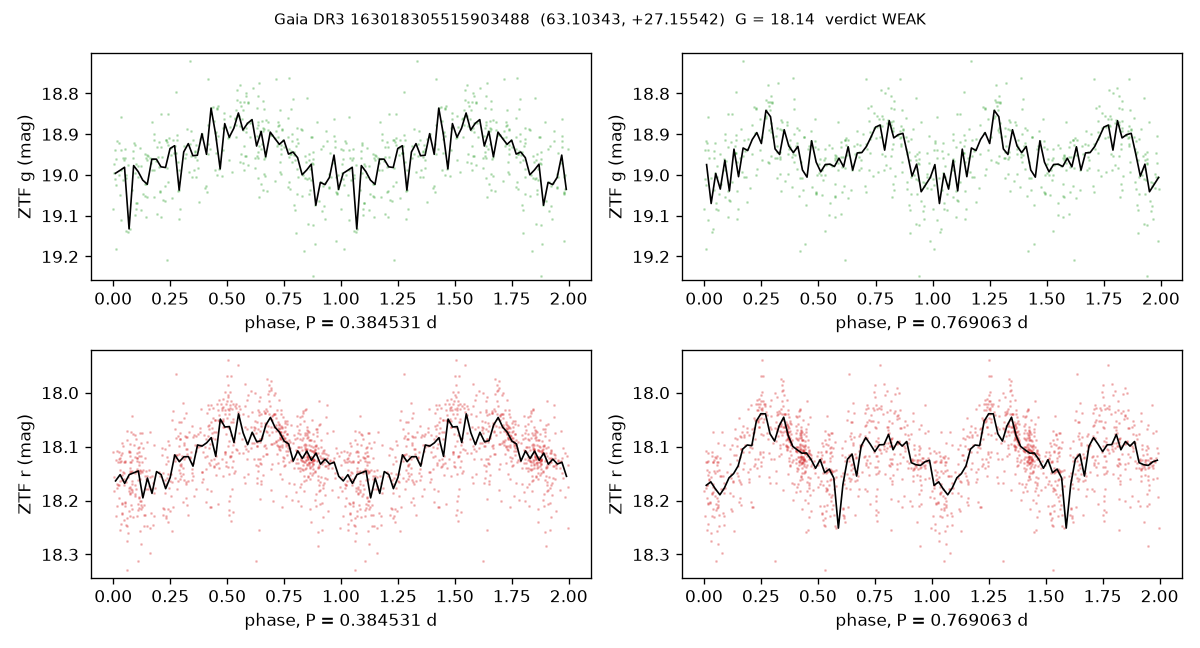 Gaia DR3 163018305515903488 (63.10343, +27.15542) G = 18.14 verdict WEAK
ZTF g (mag)
18.8
18.9
19.0
19.1
19.2
0.00 0.25 0.50 0.75 1.00 1.25 1.50 1.75 2.00
phase, P = 0.384531 d
ZTF g (mag)
18.8
18.9
19.0
19.1
19.2
0.00 0.25 0.50 0.75 1.00 1.25 1.50 1.75 2.00
phase, P = 0.769063 d
ZTF r (mag)
18.0
18.1
18.2
18.3
0.00 0.25 0.50 0.75 1.00 1.25 1.50 1.75 2.00
phase, P = 0.384531 d
ZTF r (mag)
18.0
18.1
18.2
18.3
0.00 0.25 0.50 0.75 1.00 1.25 1.50 1.75 2.00
phase, P = 0.769063 d